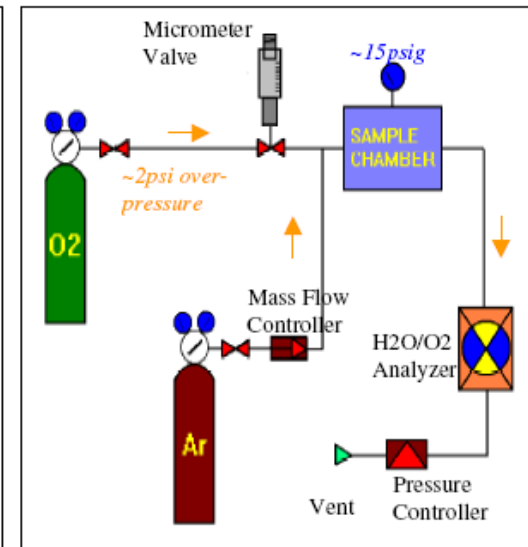 Micrometer
Valve
~15psig
SAMPLE
CHAMBER
~2psi over-
pressure
O2
Mass Flow
Controller
H2O/O2
Analyzer
Ar
Vent
Pressure
Controller